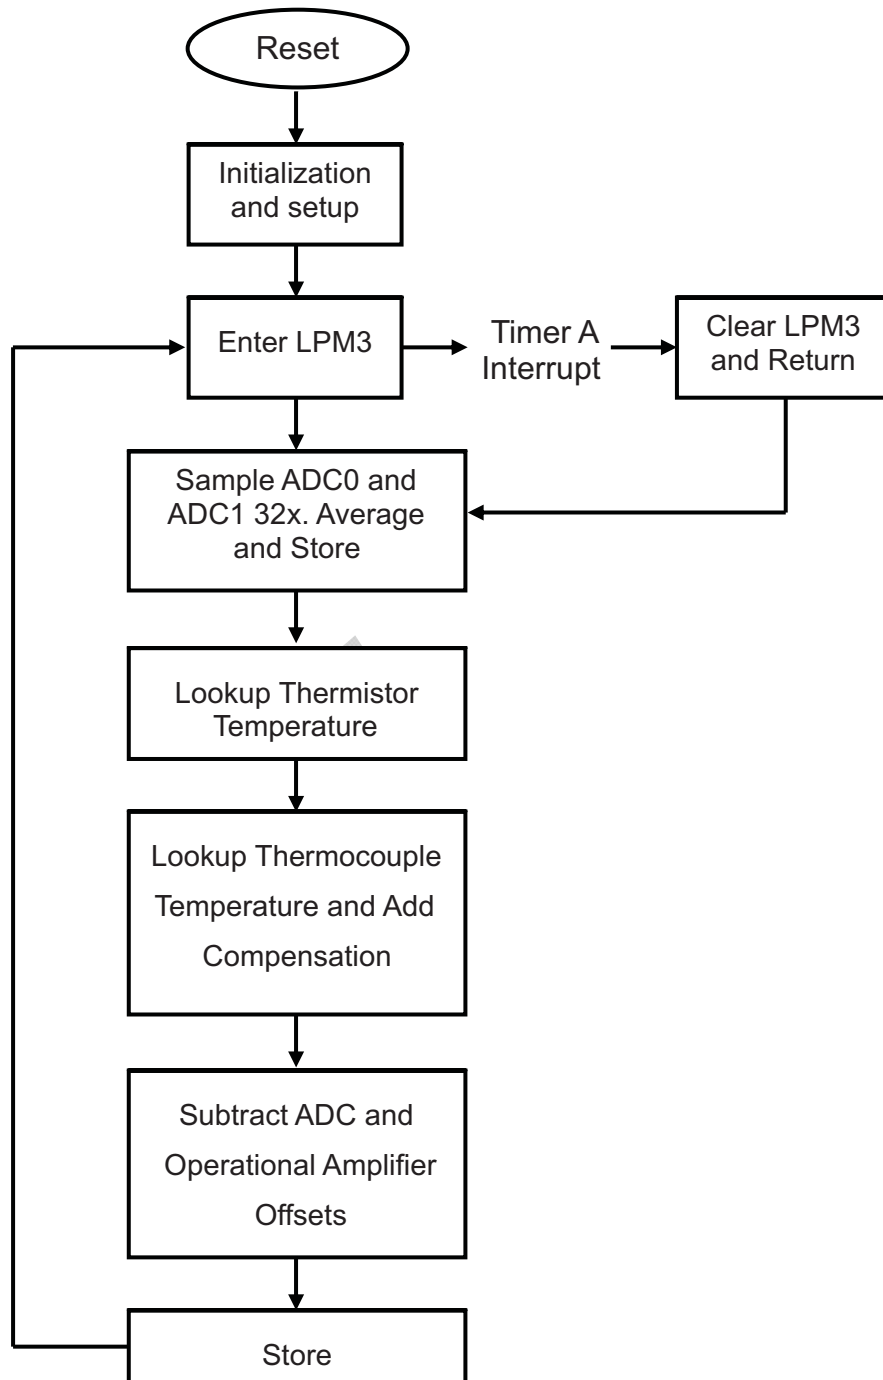 Reset
Initialization
and setup
Enter LPM3
Timer A
Interrupt
Clear LPM3
and Return
Sample ADC0 and
ADC1 32x. Average
and Store
Lookup Thermistor
Temperature
Lookup Thermocouple
Temperature and Add
Compensation
Subtract ADC and
Operational Amplifier
Offsets
Store